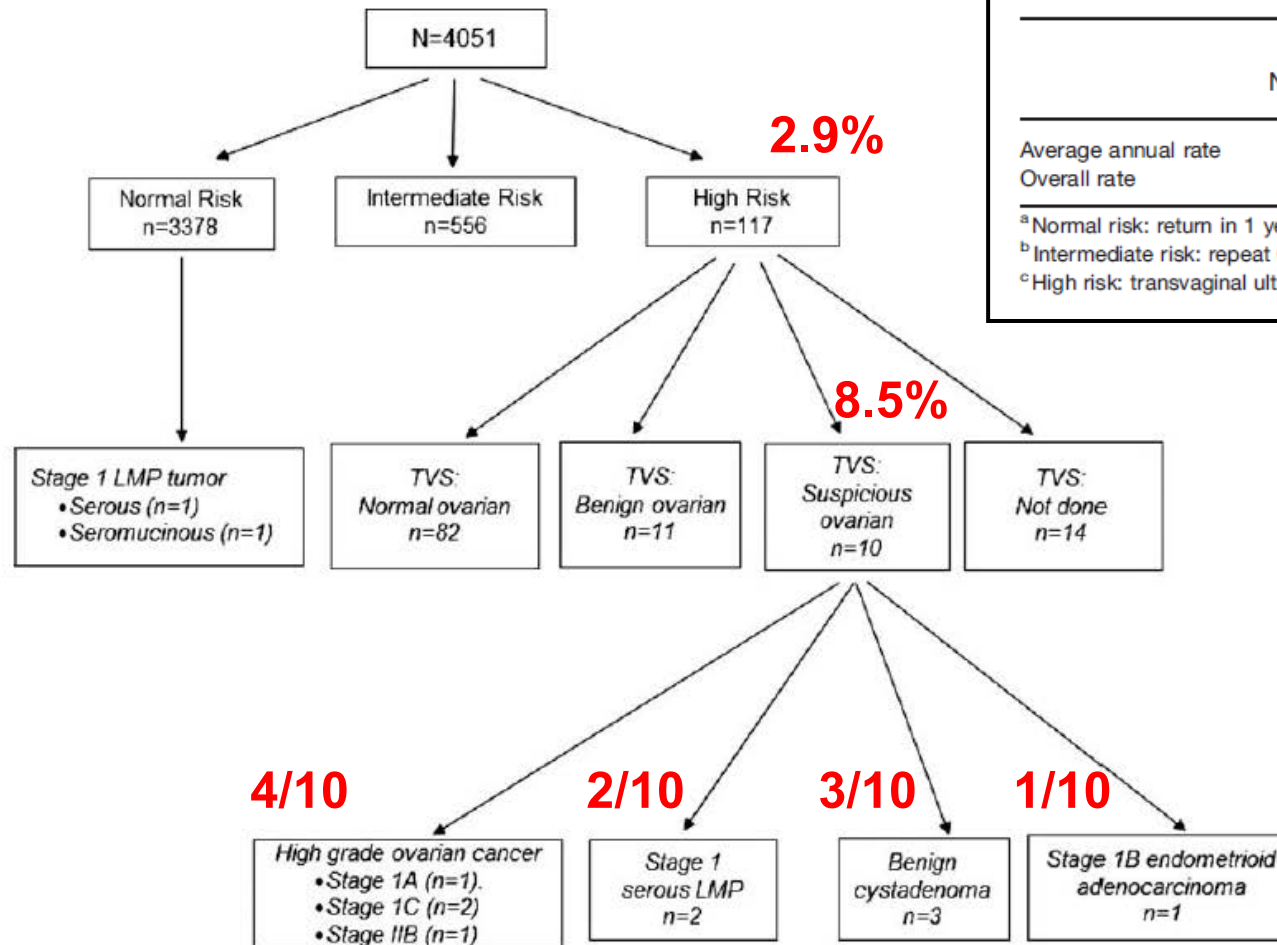 N=4051
2.9%
Normal Risk
n=3378
Intermediate Risk
n=556
High Risk
n=117
Average annual rate
Overall rate
a Normal risk: return in 1
b Intermediate risk: repeat
c High risk: transvaginal
8.5%
Stage 1 LMP tumor
•Serous (n=1)
•Seromucinous (n=1)
TVS:
Normal ovarian
n=82
TVS:
Benign ovarian
n=11
TVS:
Suspicious
ovarian
n=10
TVS:
Not done
n=14
4/10
2/10
3/10
1/10
High grade ovarian cancer
•Stage 1A (n=1).
•Stage 1C (n=2)
•Stage IIB (n=1)
Stage 1
serous LMP
n=2
Benign
cystadenoma
n=3
Stage 1B endometrioid
adenocarcinoma
n=1